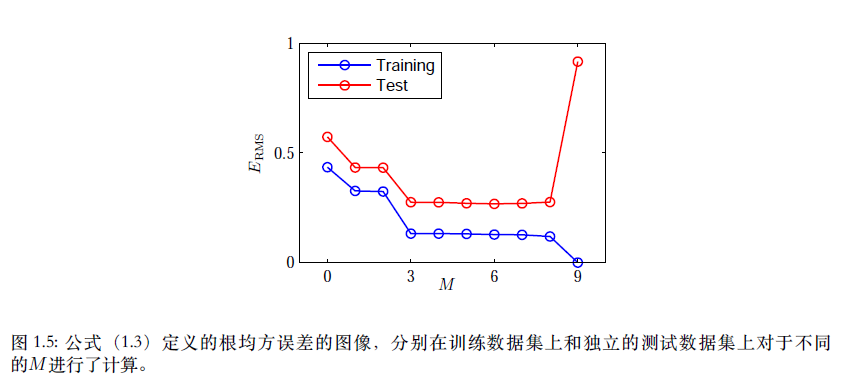 1
Training
Test
0.5
E_RMS
0
0 3 6 9
M
图 1.5: 公式（1.3）定义的根均方误差的图像，分别在训练数据集上和独立的测试数据集上对于不同
的M进行了计算。